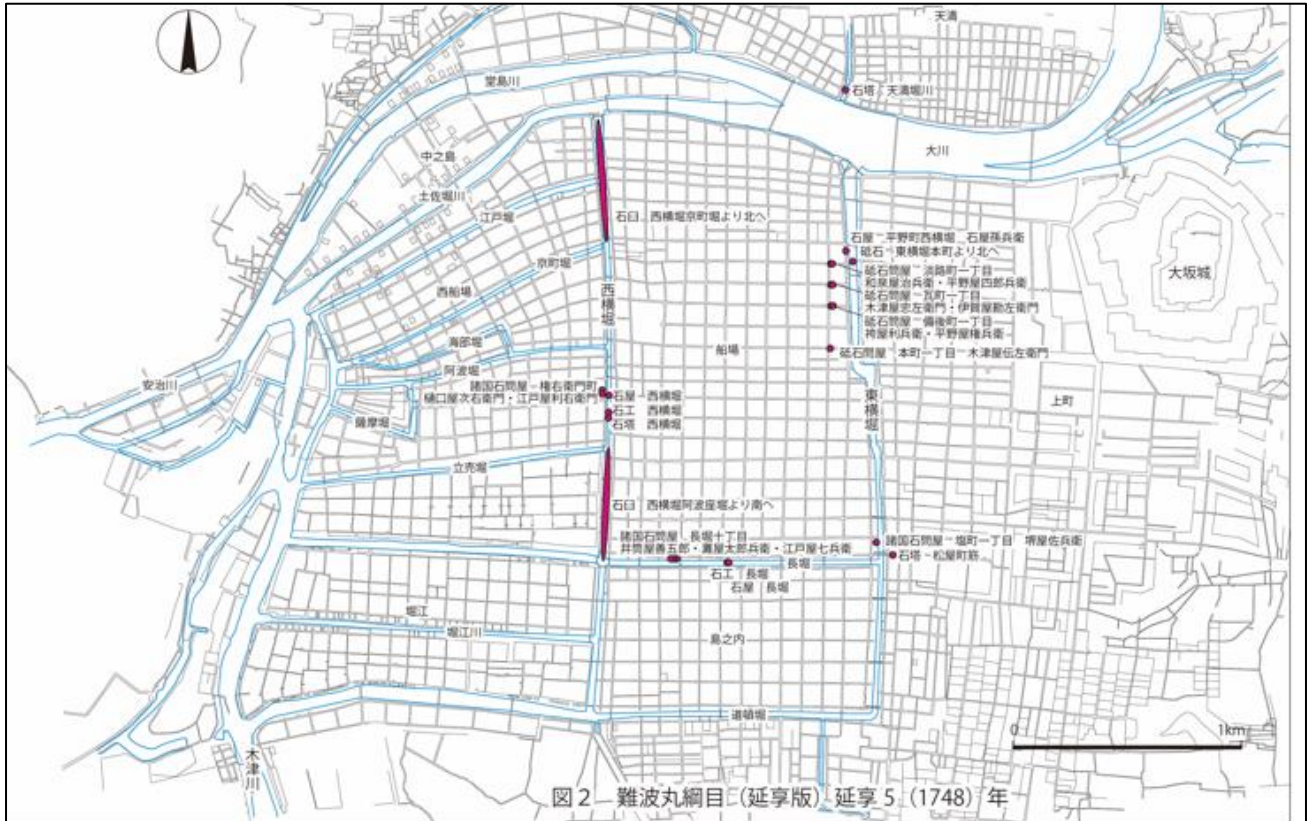 天満
石塔 天満堀川
堂島川
大川
中之島
土佐堀川
江戸堀
石臼 西横堀京町堀より北へ
石屋-平野町西横堀 石屋孫兵衛
砥石-東横堀本町より北へ
砥石問屋-淡路町一丁目
和泉屋治兵衛・平野屋四郎兵衛
砥石問屋-瓦町一丁目
木津屋忠左衛門・伊賀屋勘左衛門
砥石問屋-備後町一丁目
袴屋利兵衛・平野屋権兵衛
大坂城
京町堀
西船場
西横堀
海部堀
船場
砥石問屋-本町一丁目-木津屋伝左衛門
阿波堀
安治川
諸国石問屋-権右衛門町
樋口屋次右衛門・江戸屋利右衛門
石屋-西横堀
石工 西横堀
石塔 西横堀
東横堀
上町
薩摩堀
立売堀
石臼 西横堀阿波座堀より南へ
諸国石問屋 長堀十丁目
井筒屋善五郎・灘屋太郎兵衛・江戸屋七兵衛
長堀
石工 長堀
石屋 長堀
諸国石問屋-塩町一丁目 堺屋佐兵衛
石塔-松屋町筋
堀江
堀江川
島之内
道頓堀
木津川
0 1km
図2 難波丸綱目(延享版)延享5(1748)年